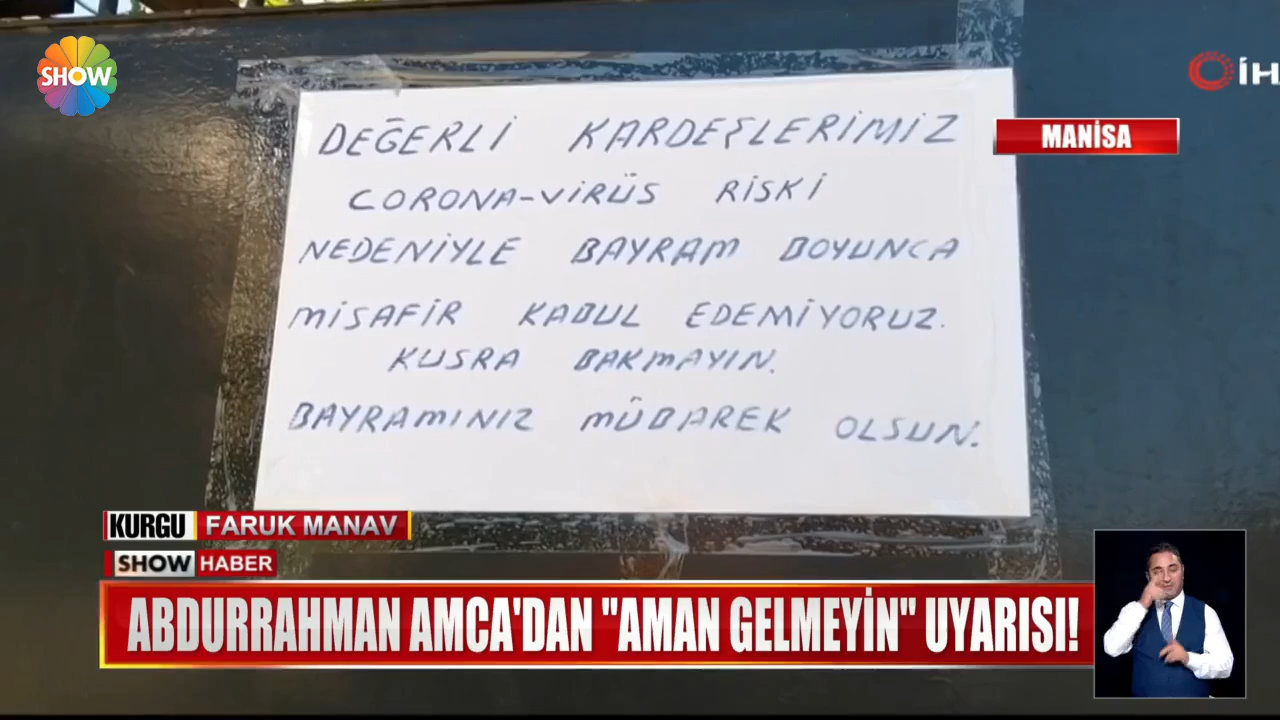 SHOW
İH
MANİSA
DEĞERLİ KARDEŞLERİMİZ
CORONA-VİRÜS RİSKİ
NEDENİYLE BAYRAM BOYUNCA
MİSAFİR KABUL EDEMİYORUZ.
KUSRA BAKMAYIN.
BAYRAMINIZ MÜBAREK OLSUN.
KURGU FARUK MANAV
SHOW HABER
ABDURRAHMAN AMCA'DAN "AMAN GELMEYİN" UYARISI!